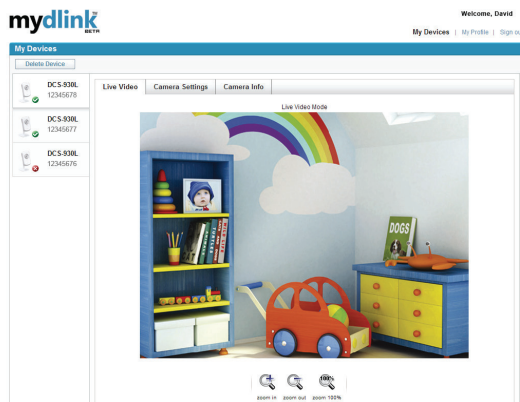 mydlink
BETA
Welcome, David
My Devices | My Profile | Sign ou
My Devices
Delete Device
DCS-930L
12345678
DCS-930L
12345677
DCS-930L
12345676
Live Video
Camera Settings
Camera Info
Live Video Mode
DOGS
100%
zoom in
zoom out
zoom 100%